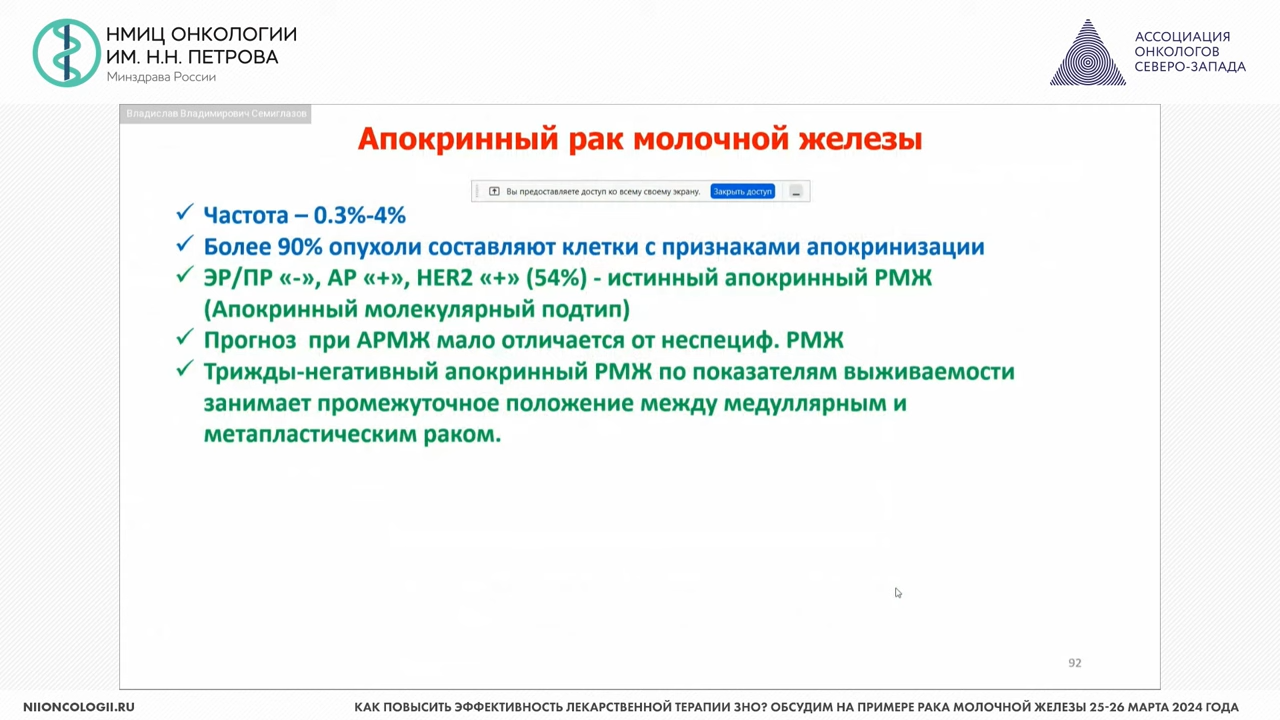 НМИЦ ОНКОЛОГИИ
ИМ. Н.Н. ПЕТРОВА
Минздрава России
АССОЦИАЦИЯ
ОНКОЛОГОВ
СЕВЕРО-ЗАПАДА
Владислав Владимирович Семиглазов
Апокринный рак молочной железы
Вы предоставляете доступ ко всему своему экрану. Закрыть доступ
✓ Частота – 0.3%-4%
✓ Более 90% опухоли составляют клетки с признаками апокринизации
✓ ЭР/ПР «-», АР «+», HER2 «+» (54%) - истинный апокринный РМЖ
(Апокринный молекулярный подтип)
✓ Прогноз при АРМЖ мало отличается от неспециф. РМЖ
✓ Трижды-негативный апокринный РМЖ по показателям выживаемости
занимает промежуточное положение между медуллярным и
метапластическим раком.
92
NIIONCOLOGII.RU
КАК ПОВЫСИТЬ ЭФФЕКТИВНОСТЬ ЛЕКАРСТВЕННОЙ ТЕРАПИИ ЗНО? ОБСУДИМ НА ПРИМЕРЕ РАКА МОЛОЧНОЙ ЖЕЛЕЗЫ 25-26 МАРТА 2024 ГОДА